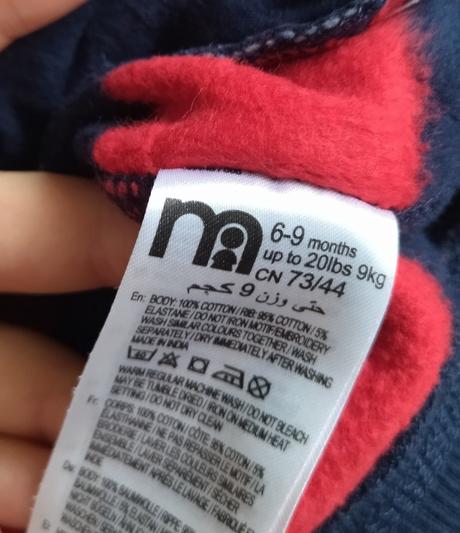 m
6-9 months
up to 20lbs 9kg
CN 73/44
حتى وزن 9 كجم
En: BODY: 100% COTTON / RIB: 95% COTTON / 5%
ELASTANE / DO NOT IRON MOTIF/EMBROIDERY
WASH SIMILAR COLOURS TOGETHER / WASH
SEPARATELY / DRY IMMEDIATELY AFTER WASHING
MADE IN INDIA
WARM REGULAR MACHINE WASH / DO NOT BLEACH
MAY BE TUMBLE DRIED / IRON ON MEDIUM HEAT
SETTING / DO NOT DRY CLEAN
Fr: CORPS: 100% COTON / CÔTE: 95% COTON / 5%
ÉLASTHANNE / NE PAS REPASSER LE MOTIF / LA
BRODERIE / LAVER LES COULEURS SIMILAIRES
ENSEMBLE / LAVER SÉPARÉMENT / SÉCHER
IMMÉDIATEMENT APRÈS LE LAVAGE / FABRIQUÉ EN
INDE
De: BODY: 100% BAUMWOLLE / RIPPE: 95%
BAUMWOLLE / 5% ELASTAN
WASCHEN